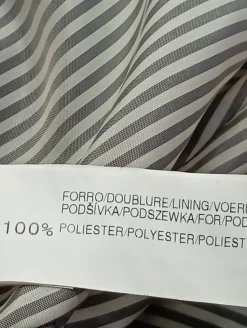 FORRO/DOUBLURE/LINING/VOERI
PODŠÍVKA/PODSZEWKA/FOR/POD
100% POLIESTER/POLYESTER/POLIEST